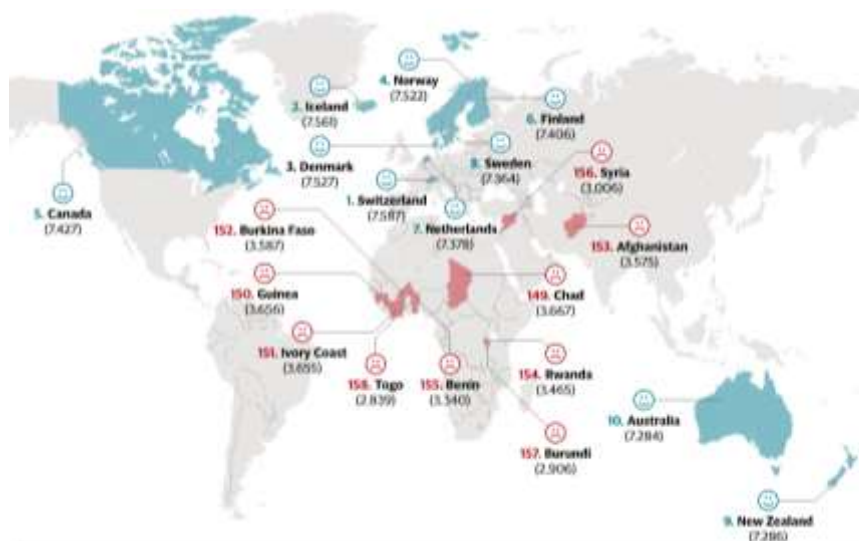 4. Norway
(7.522)
2. Iceland
(7.561)
6. Finland
(7.406)
3. Denmark
(7.527)
8. Sweden
(7.364)
156. Syria
(3.006)
1. Switzerland
(7.587)
5. Canada
(7.427)
152. Burkina Faso
(3.587)
7. Netherlands
(7.378)
153. Afghanistan
(3.575)
150. Guinea
(3.656)
149. Chad
(3.667)
151. Ivory Coast
(3.655)
158. Togo
(2.839)
155. Benin
(3.340)
154. Rwanda
(3.465)
10. Australia
(7.284)
157. Burundi
(2.906)
9. New Zealand
(7.286)